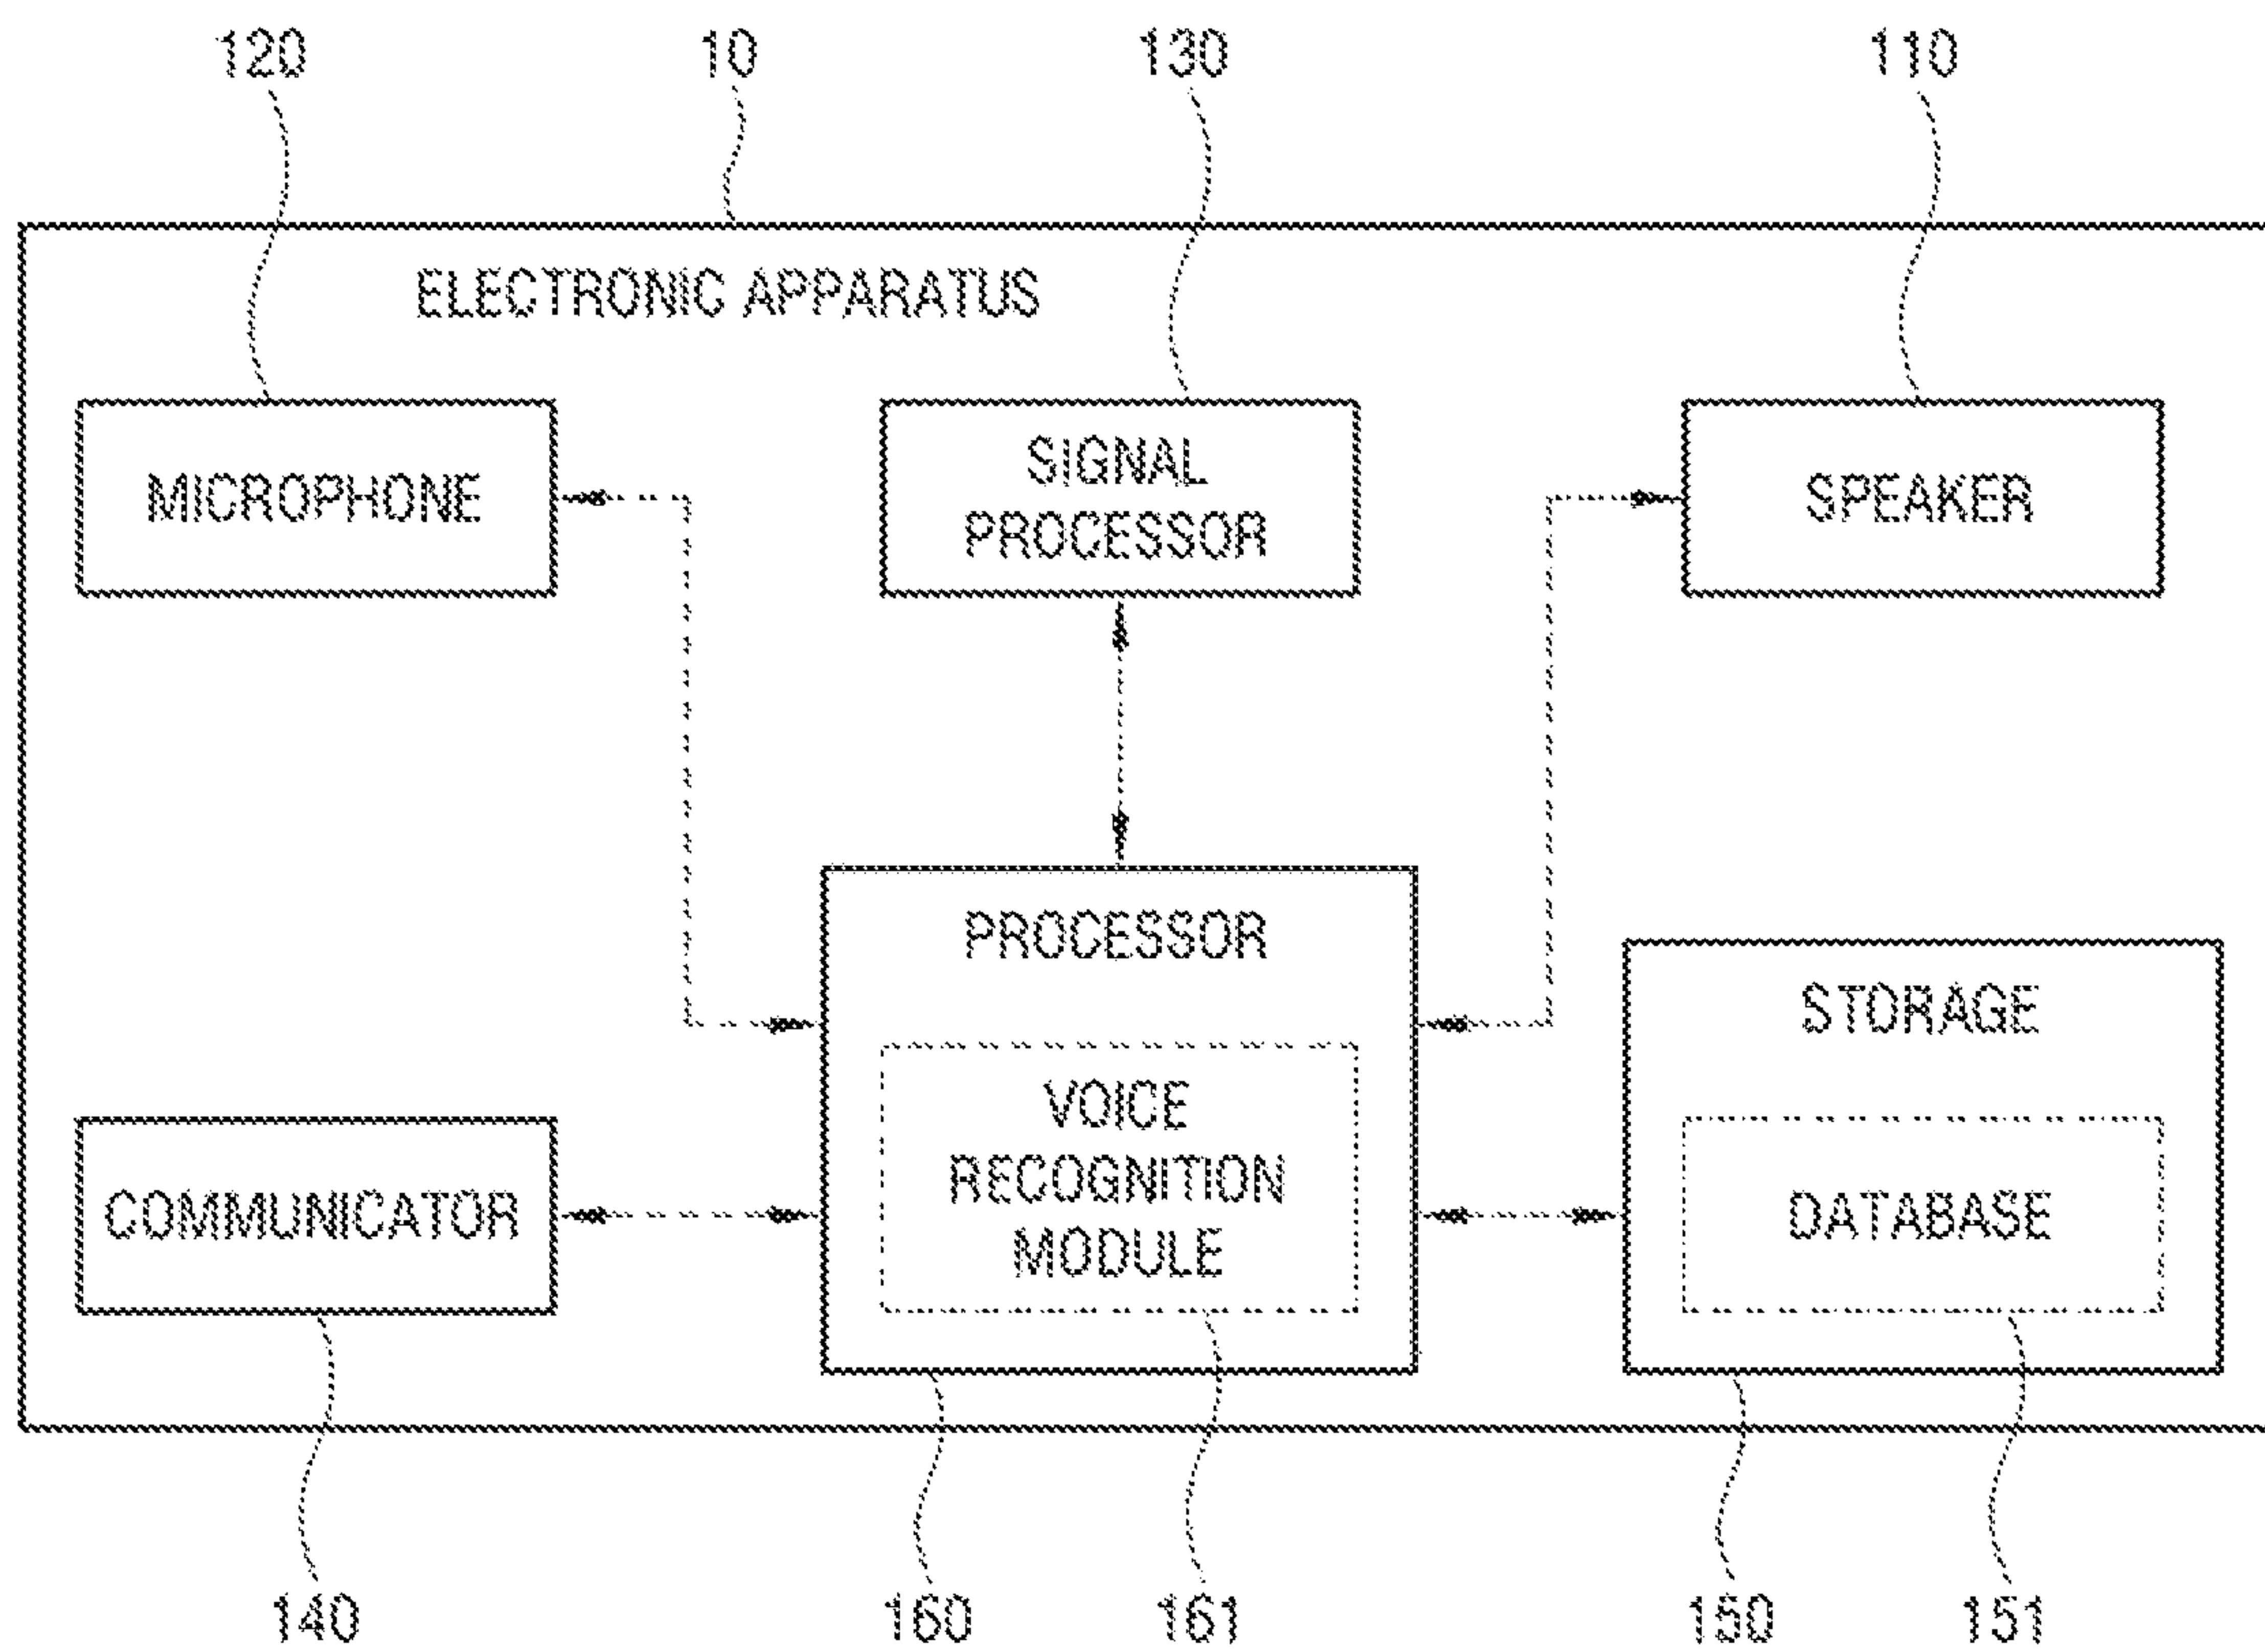 120
10
130
110
ELECTRONIC APPARATUS
MICROPHONE
SIGNAL
PROCESSOR
SPEAKER
PROCESSOR
VOICE
RECOGNITION
MODULE
STORAGE
DATABASE
COMMUNICATOR
140
160
161
150
151